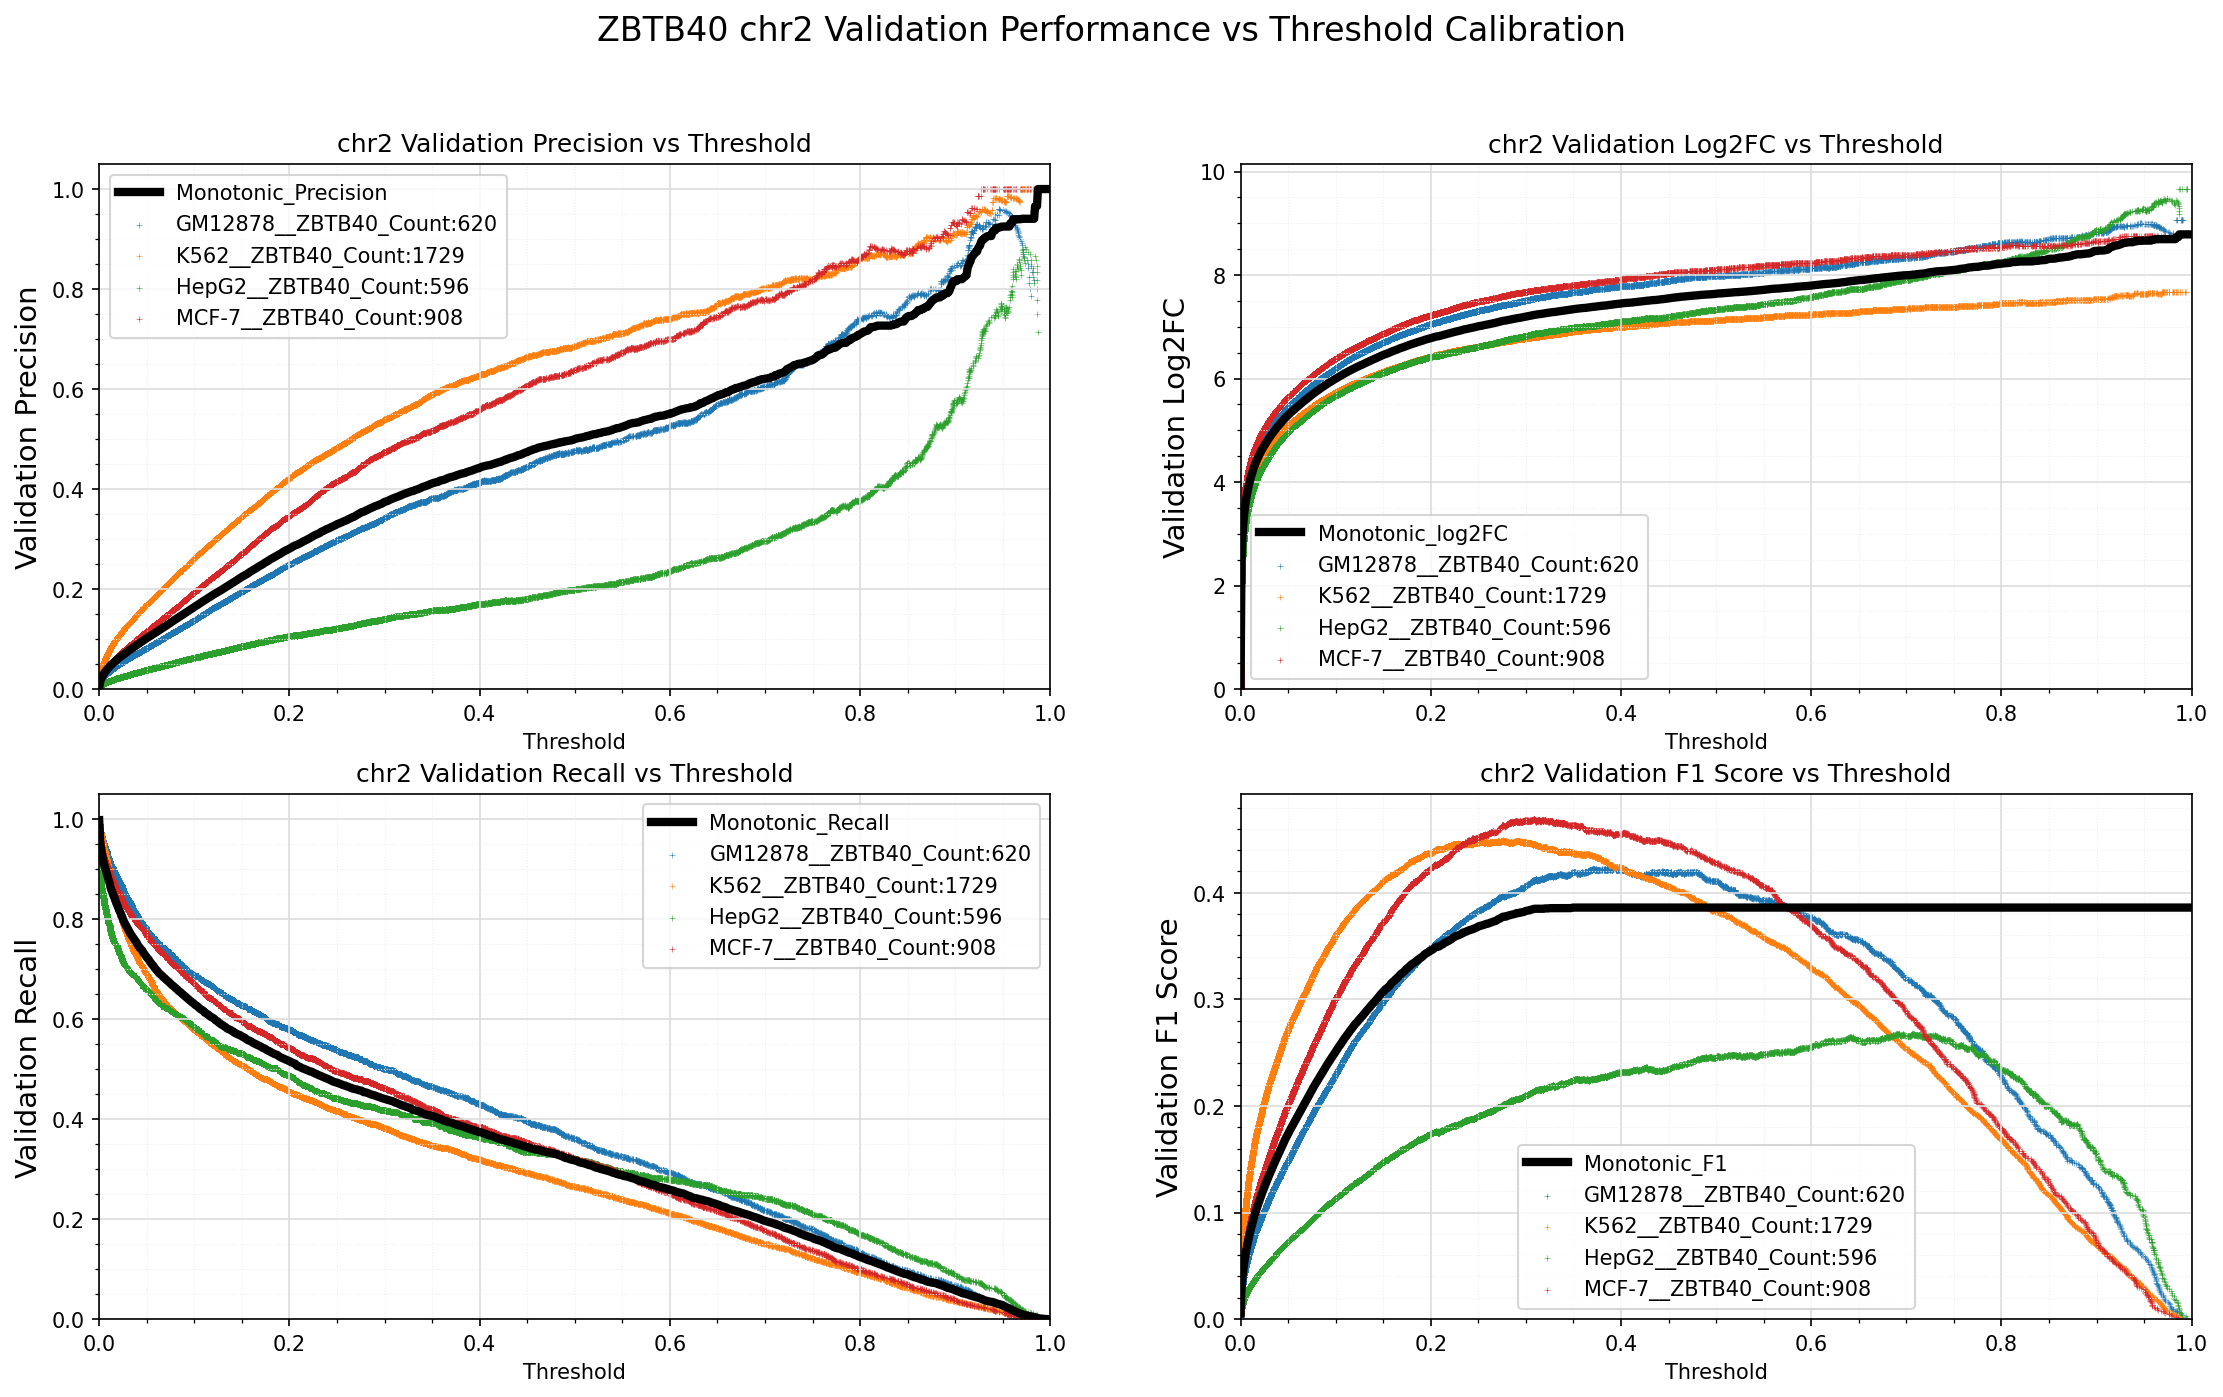 ZBTB40 chr2 Validation Performance vs Threshold Calibration
chr2 Validation Precision vs Threshold
Validation Precision
1.0
0.8
0.6
0.4
0.2
0.0
Monotonic_Precision
GM12878__ZBTB40_Count:620
K562__ZBTB40_Count:1729
HepG2__ZBTB40_Count:596
MCF-7__ZBTB40_Count:908
0.0 0.2 0.4 0.6 0.8 1.0
Threshold
chr2 Validation Log2FC vs Threshold
Validation Log2FC
10
8
6
4
2
0
Monotonic_log2FC
GM12878__ZBTB40_Count:620
K562__ZBTB40_Count:1729
HepG2__ZBTB40_Count:596
MCF-7__ZBTB40_Count:908
0.0 0.2 0.4 0.6 0.8 1.0
Threshold
chr2 Validation Recall vs Threshold
Validation Recall
1.0
0.8
0.6
0.4
0.2
0.0
Monotonic_Recall
GM12878__ZBTB40_Count:620
K562__ZBTB40_Count:1729
HepG2__ZBTB40_Count:596
MCF-7__ZBTB40_Count:908
0.0 0.2 0.4 0.6 0.8 1.0
Threshold
chr2 Validation F1 Score vs Threshold
Validation F1 Score
0.4
0.3
0.2
0.1
0.0
Monotonic_F1
GM12878__ZBTB40_Count:620
K562__ZBTB40_Count:1729
HepG2__ZBTB40_Count:596
MCF-7__ZBTB40_Count:908
0.0 0.2 0.4 0.6 0.8 1.0
Threshold